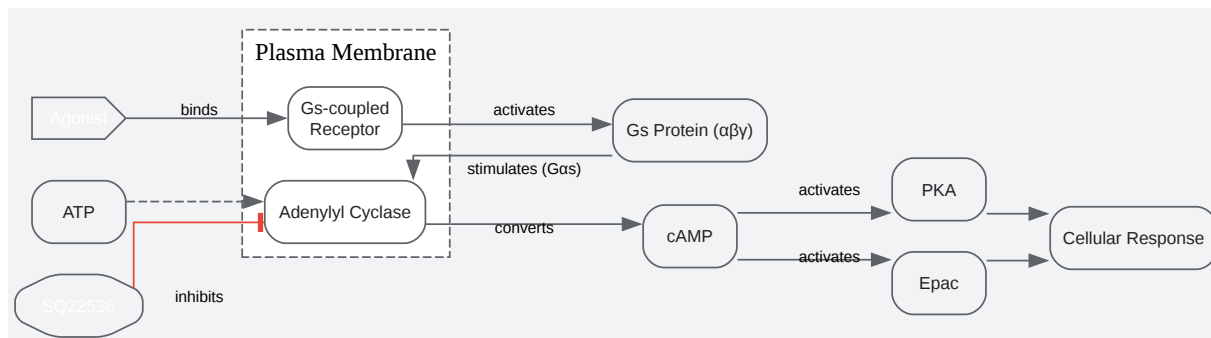 Plasma Membrane
Agonist
binds
Gs-coupled
Receptor
activates
Gs Protein (αβγ)
stimulates (Gαs)
ATP
Adenylyl Cyclase
converts
cAMP
activates
PKA
activates
Epac
Cellular Response
SQ22536
inhibits